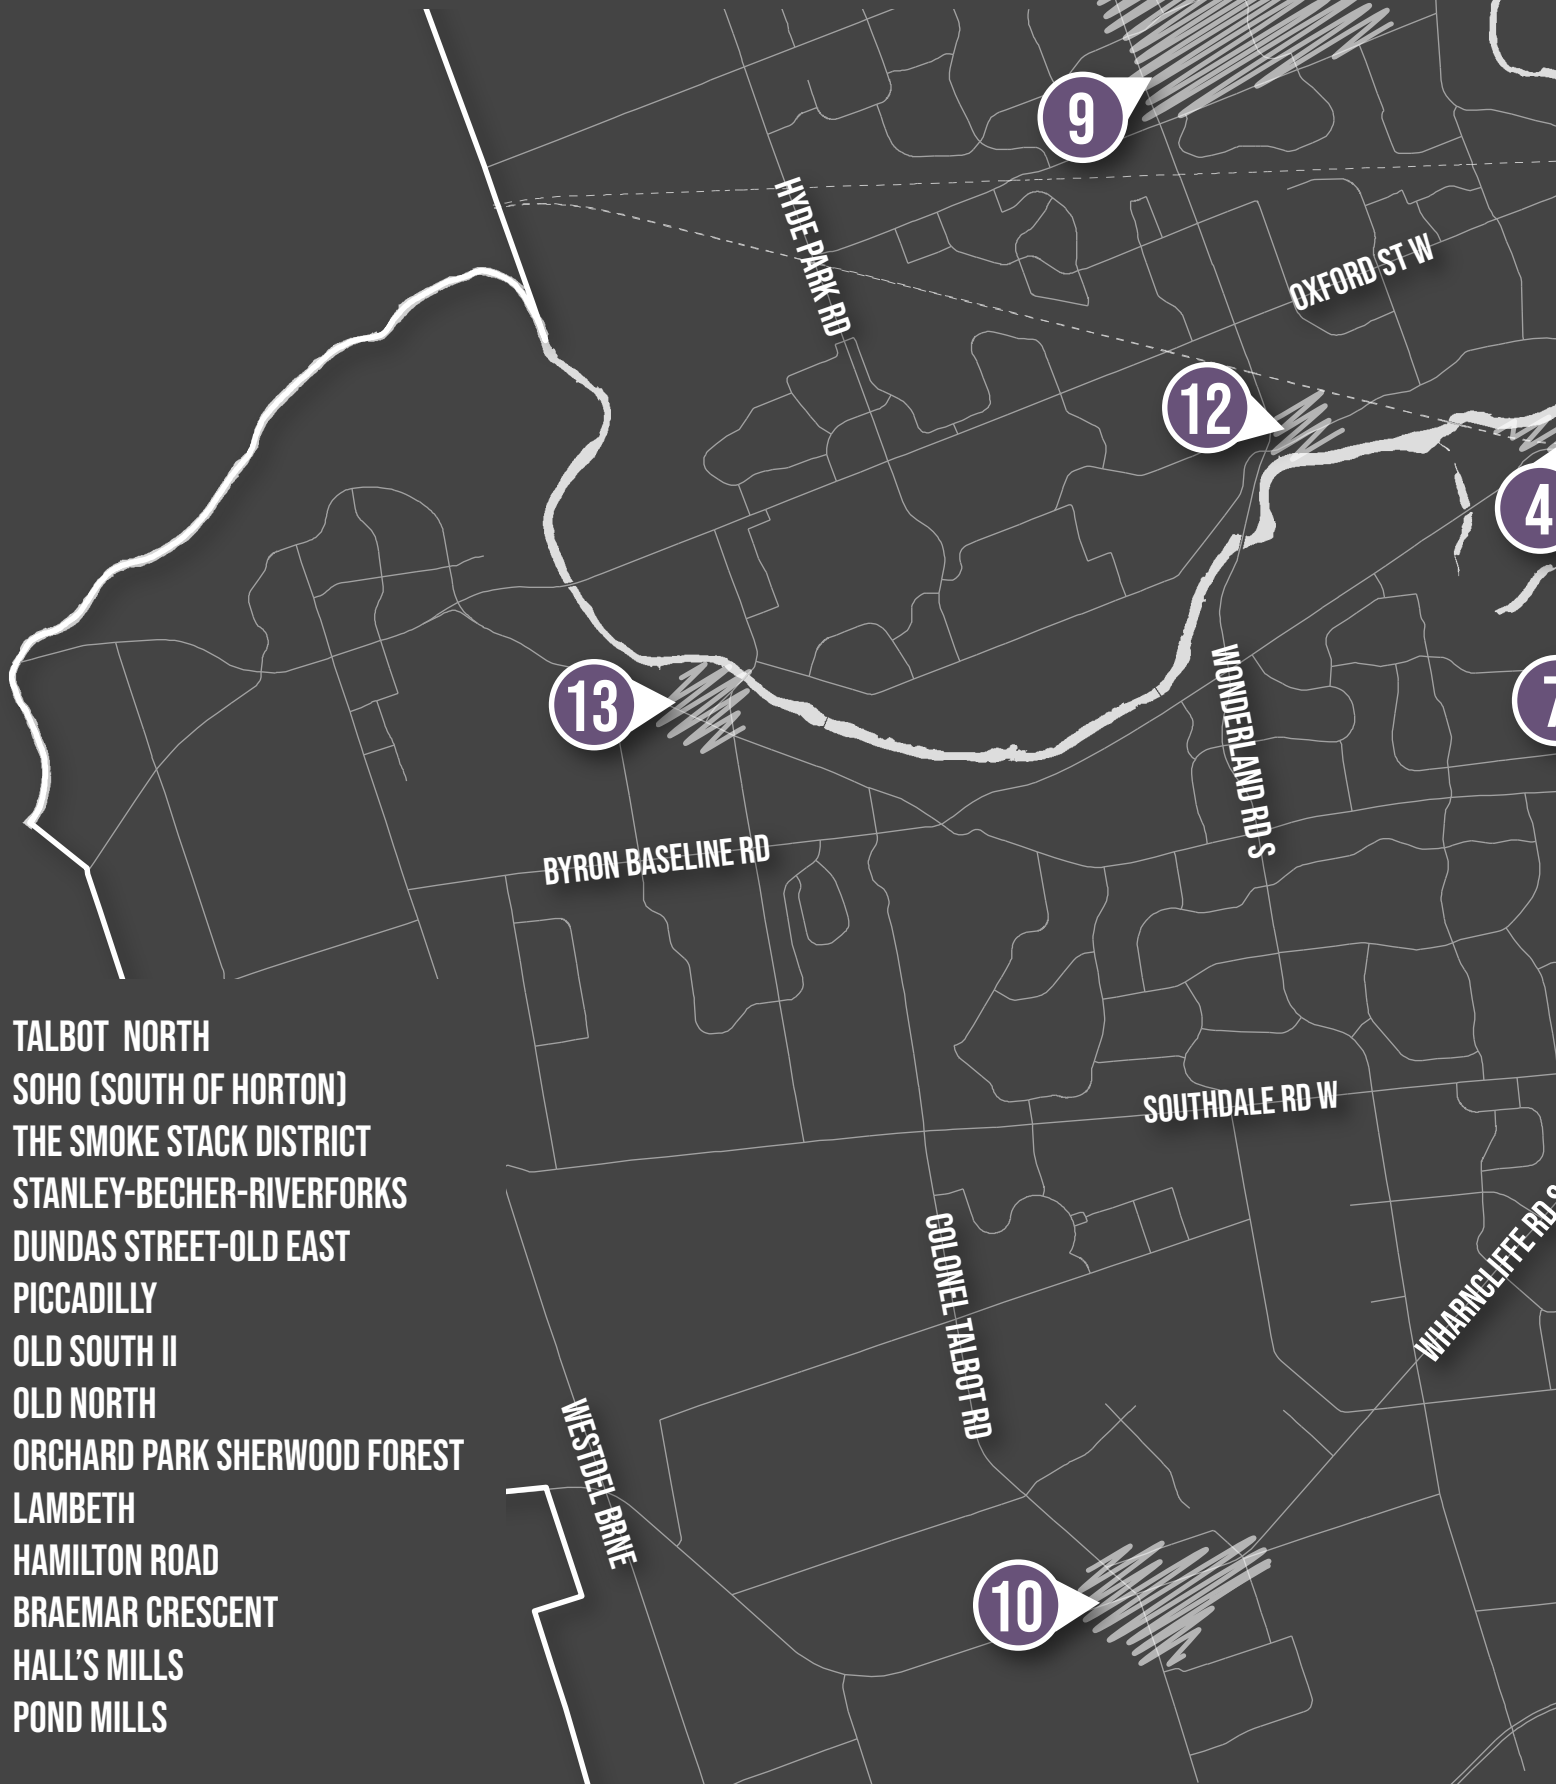 9
HYDE PARK RD
OXFORD ST W
12
4
13
7
WONDERLAND RD S
BYRON BASELINE RD
TALBOT NORTH
SOHO (SOUTH OF HORTON)
THE SMOKE STACK DISTRICT
STANLEY-BECHER-RIVERFORKS
DUNDAS STREET-OLD EAST
PICCADILLY
OLD SOUTH II
OLD NORTH
ORCHARD PARK SHERWOOD FOREST
LAMBETH
HAMILTON ROAD
BRAEMAR CRESCENT
HALL'S MILLS
POND MILLS
SOUTHDALE RD W
COLONEL TALBOT RD
WHARNCLIFFE RD S
WESTDEL BRNE
10